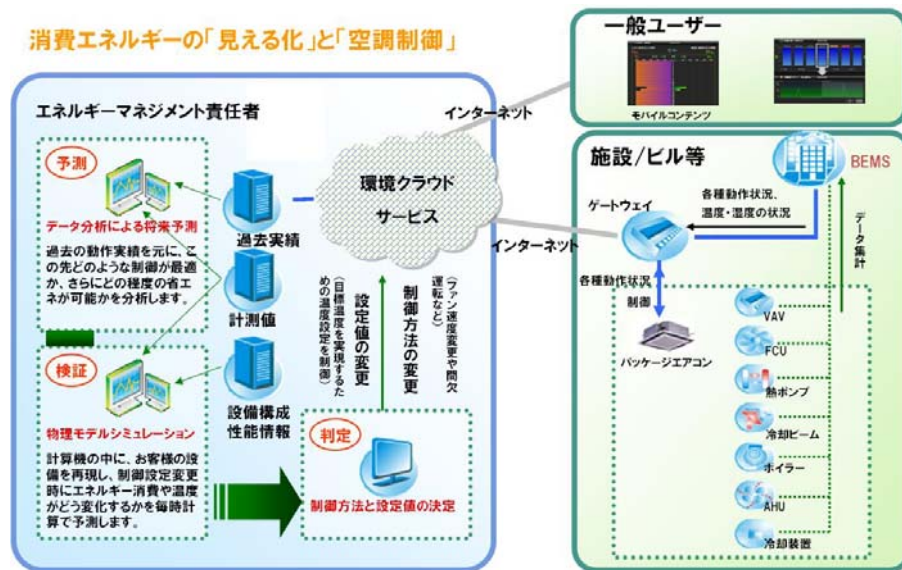 消費エネルギーの「見える化」と「空調制御」
エネルギーマネジメント責任者
予測
データ分析による将来予測
過去の動作実績を元に、こ
の先どのような制御が最適
か、さらにどの程度の省エ
ネが可能かを分析します。
検証
物理モデルシミュレーション
計算機の中に、お客様の設
備を再現し、制御設定変更
時にエネルギー消費や温度
がどう変化するかを毎時計
算で予測します。
過去実績
計測値
設備構成
性能情報
環境クラウド
サービス
設定値の変更
(目標温度を実現するた
めの温度設定を制御)
制御方法の変更
(ファン速度変更や間欠
運転など)
判定
制御方法と設定値の決定
インターネット
インターネット
一般ユーザー
モバイルコンテンツ
施設/ビル等
BEMS
各種動作状況、
温度・湿度の状況
ゲートウェイ
データ集計
各種動作状況
制御
パッケージエアコン
VAV
FCU
熱ポンプ
冷却ビーム
ボイラー
AHU
冷却装置